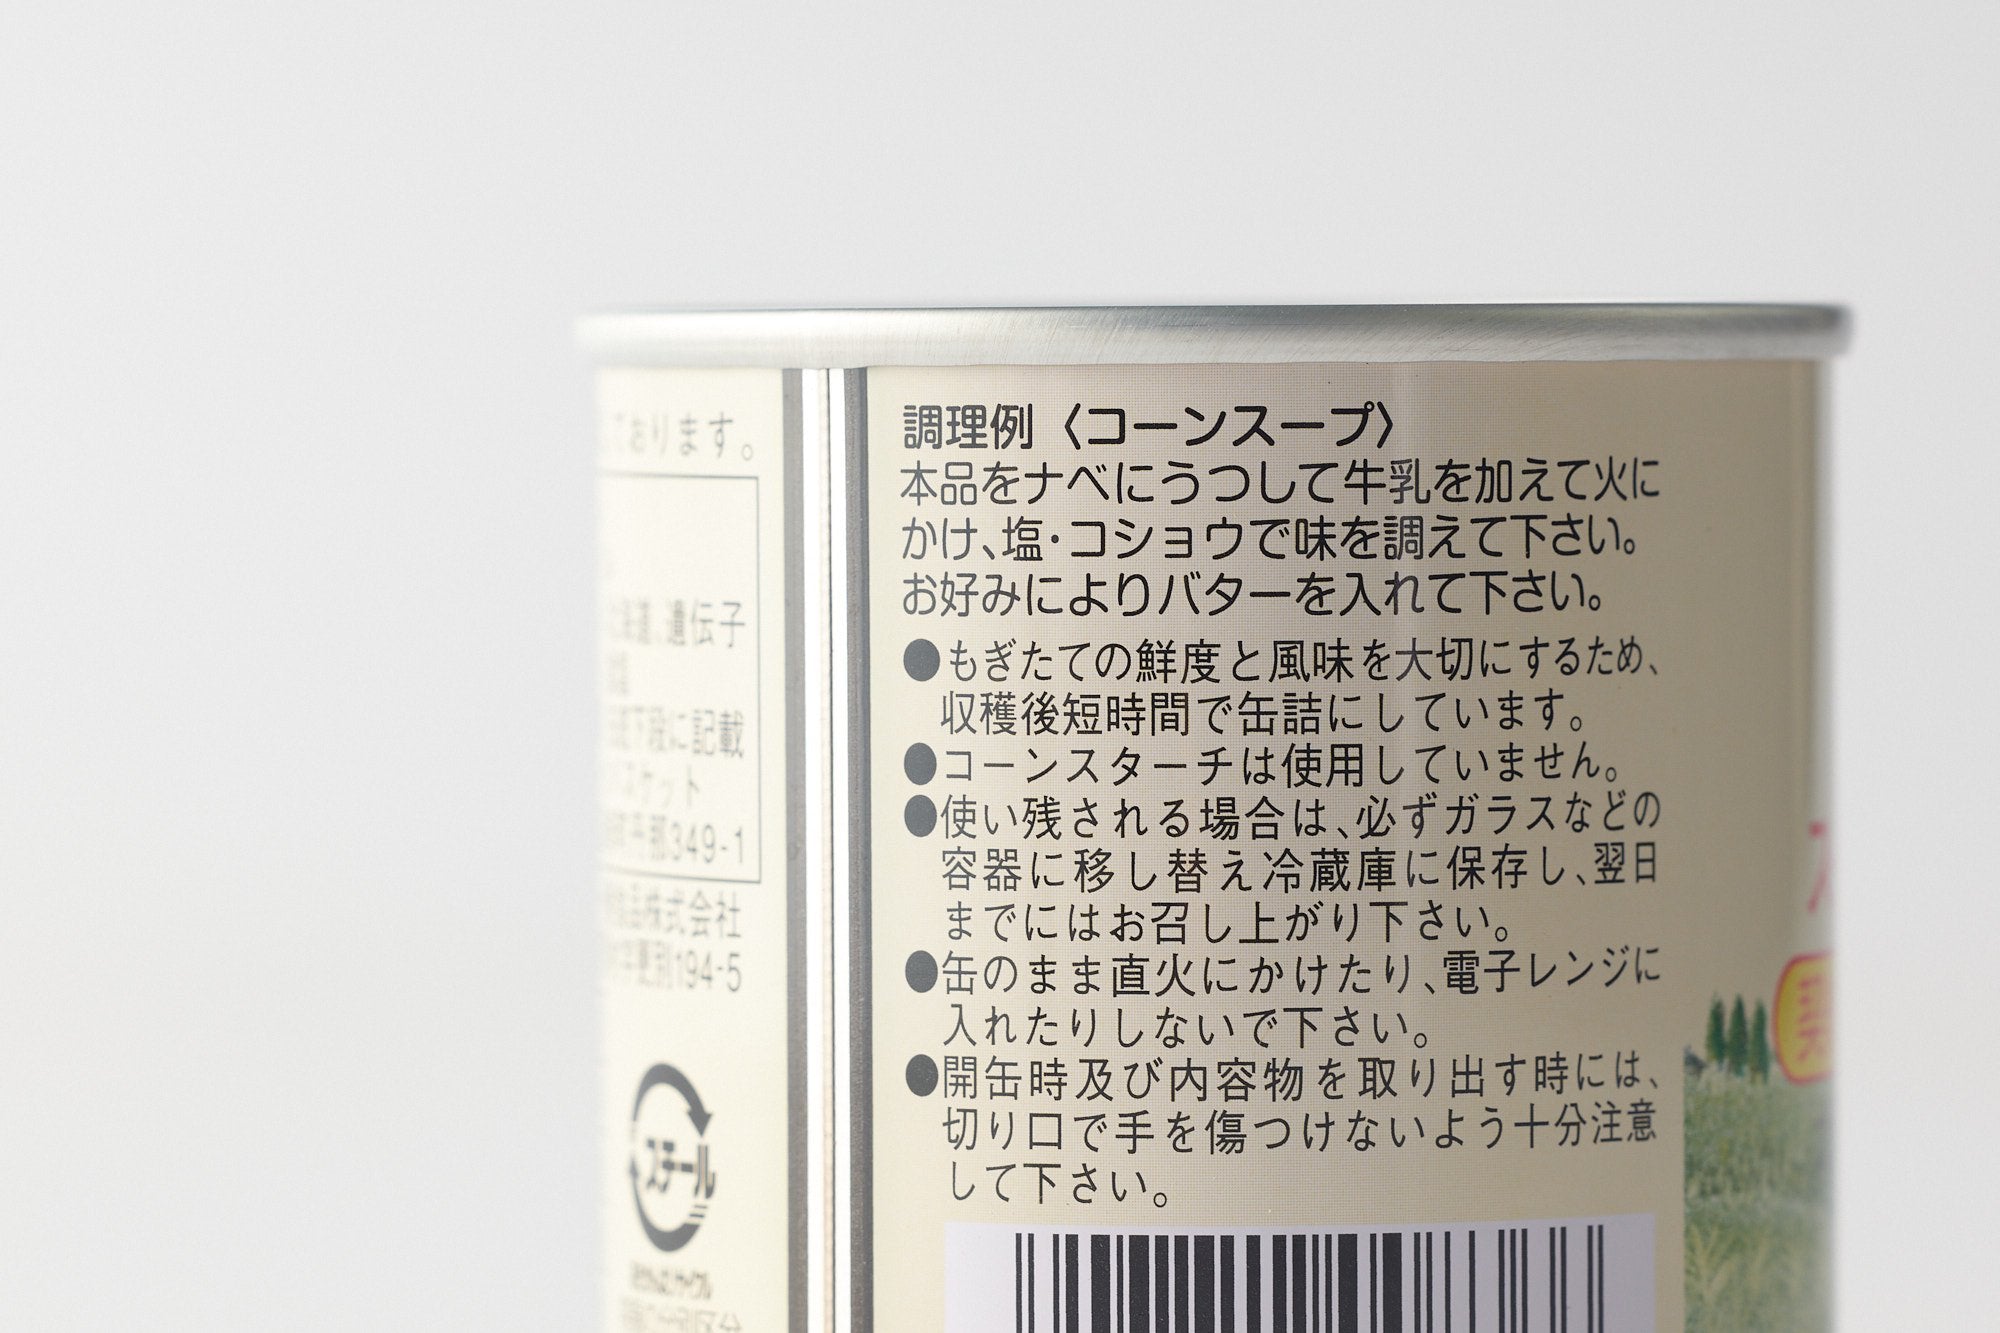 ております。
遺伝子
下段に記載
スケット
349-1
食品株式会社
字更別194-5
スチール
調理例〈コーンスープ〉
本品をナベにうつして牛乳を加えて火に
かけ、塩・コショウで味を調えて下さい。
お好みによりバターを入れて下さい。
●もぎたての鮮度と風味を大切にするため、
収穫後短時間で缶詰にしています。
●コーンスターチは使用していません。
●使い残される場合は、必ずガラスなどの
容器に移し替え冷蔵庫に保存し、翌日
までにはお召し上がり下さい。
●缶のまま直火にかけたり、電子レンジに
入れたりしないで下さい。
●開缶時及び内容物を取り出す時には、
切り口で手を傷つけないよう十分注意
して下さい。